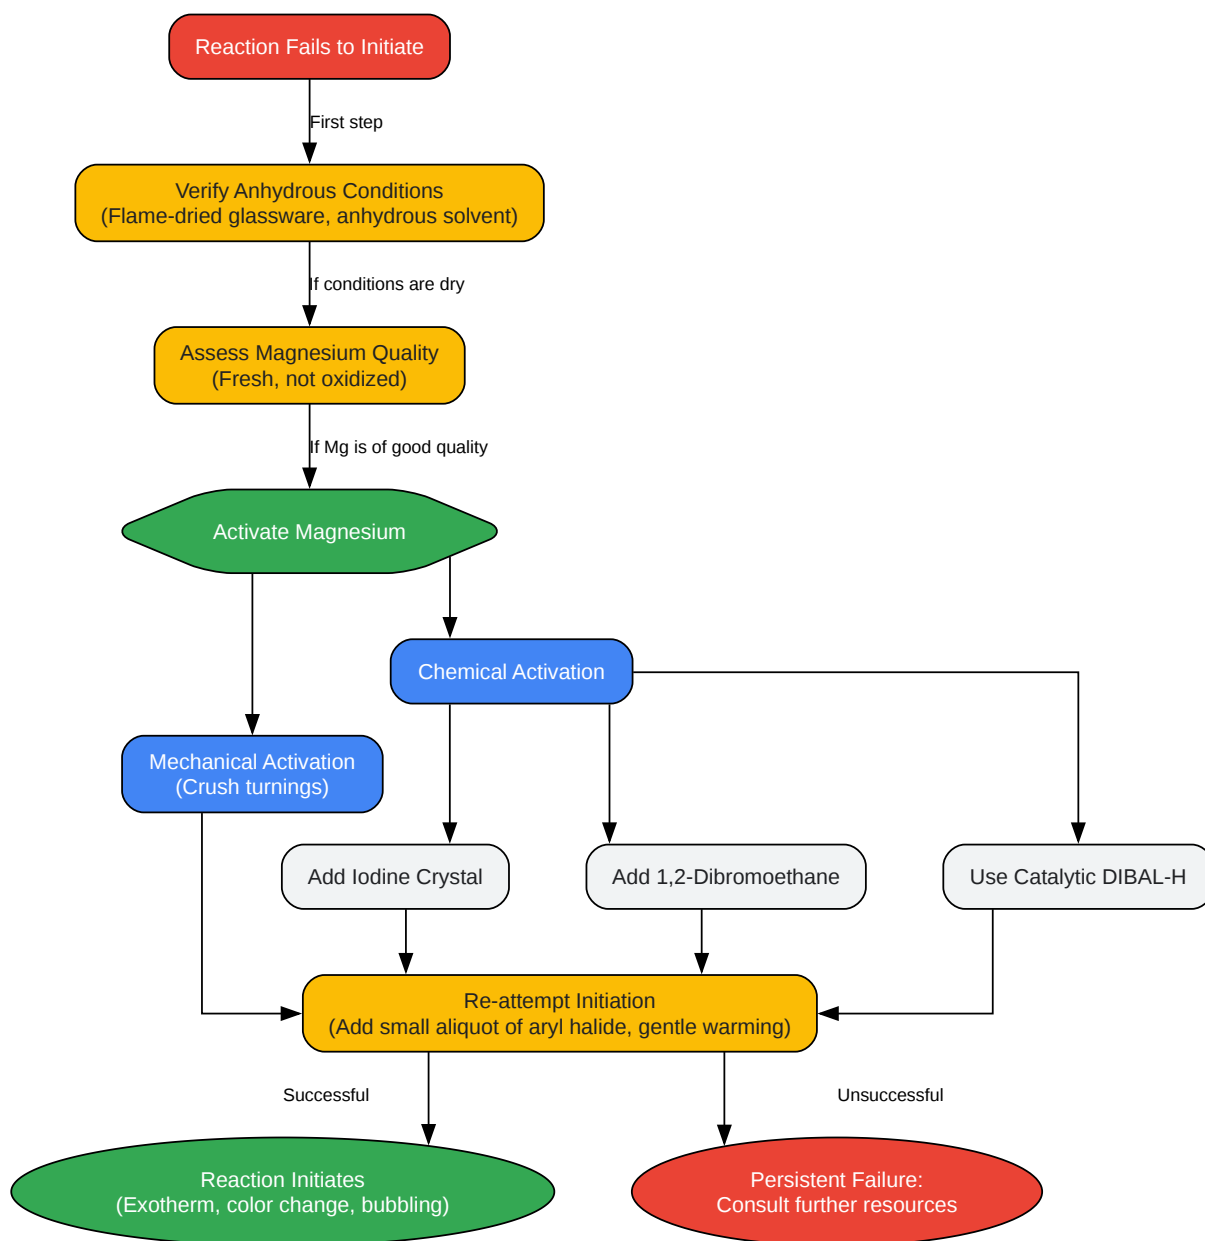 Reaction Fails to Initiate
First step
Verify Anhydrous Conditions
(Flame-dried glassware, anhydrous solvent)
If conditions are dry
Assess Magnesium Quality
(Fresh, not oxidized)
If Mg is of good quality
Activate Magnesium
Chemical Activation
Mechanical Activation
(Crush turnings)
Add Iodine Crystal
Add 1,2-Dibromoethane
Use Catalytic DIBAL-H
Re-attempt Initiation
(Add small aliquot of aryl halide, gentle warming)
Successful
Unsuccessful
Reaction Initiates
(Exotherm, color change, bubbling)
Persistent Failure:
Consult further resources